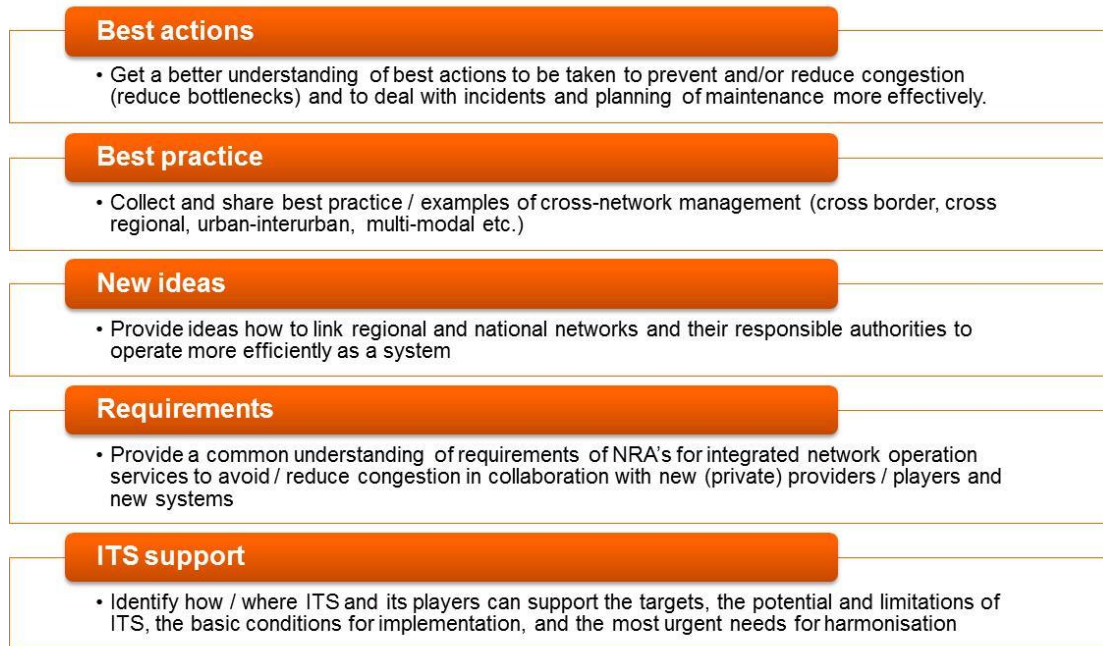 Best actions
• Get a better understanding of best actions to be taken to prevent and/or reduce congestion
(reduce bottlenecks) and to deal with incidents and planning of maintenance more effectively.
Best practice
• Collect and share best practice / examples of cross-network management (cross border, cross
regional, urban-interurban, multi-modal etc.)
New ideas
• Provide ideas how to link regional and national networks and their responsible authorities to
operate more efficiently as a system
Requirements
• Provide a common understanding of requirements of NRA's for integrated network operation
services to avoid / reduce congestion in collaboration with new (private) providers / players and
new systems
ITS support
• Identify how / where ITS and its players can support the targets, the potential and limitations of
ITS, the basic conditions for implementation, and the most urgent needs for harmonisation